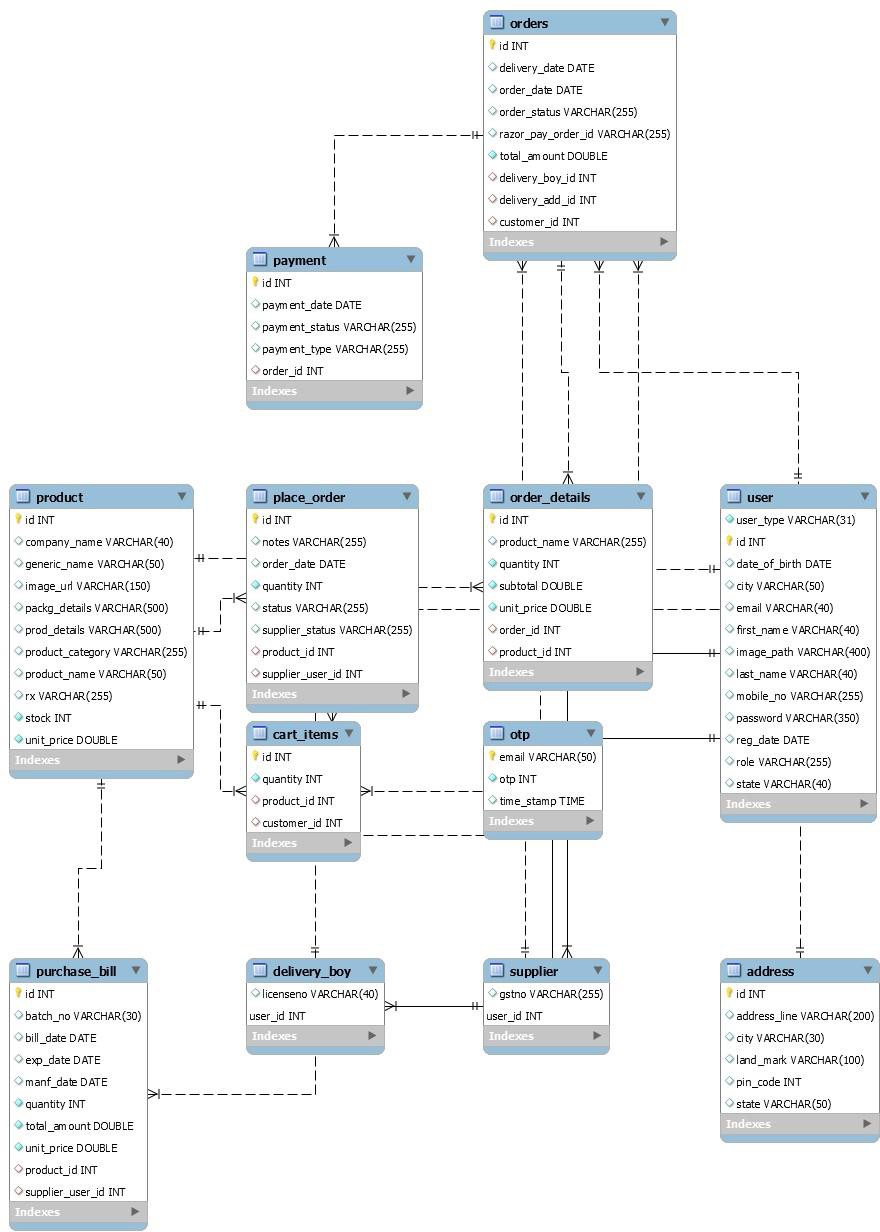 orders
id INT
delivery_date DATE
order_date DATE
order_status VARCHAR(255)
razor_pay_order_id VARCHAR(255)
total_amount DOUBLE
delivery_boy_id INT
delivery_add_id INT
customer_id INT
Indexes
payment
id INT
payment_date DATE
payment_status VARCHAR(255)
payment_type VARCHAR(255)
order_id INT
Indexes
product
id INT
company_name VARCHAR(40)
generic_name VARCHAR(50)
image_url VARCHAR(150)
packg_details VARCHAR(500)
prod_details VARCHAR(500)
product_category VARCHAR(255)
product_name VARCHAR(50)
rx VARCHAR(255)
stock INT
unit_price DOUBLE
Indexes
place_order
id INT
notes VARCHAR(255)
order_date DATE
quantity INT
status VARCHAR(255)
supplier_status VARCHAR(255)
product_id INT
supplier_user_id INT
Indexes
order_details
id INT
product_name VARCHAR(255)
quantity INT
subtotal DOUBLE
unit_price DOUBLE
order_id INT
product_id INT
Indexes
user
user_type VARCHAR(31)
id INT
date_of_birth DATE
city VARCHAR(50)
email VARCHAR(40)
first_name VARCHAR(40)
image_path VARCHAR(400)
last_name VARCHAR(40)
mobile_no VARCHAR(255)
password VARCHAR(350)
reg_date DATE
role VARCHAR(255)
state VARCHAR(40)
Indexes
cart_items
id INT
quantity INT
product_id INT
customer_id INT
Indexes
otp
email VARCHAR(50)
otp INT
time_stamp TIME
Indexes
purchase_bill
id INT
batch_no VARCHAR(30)
bill_date DATE
exp_date DATE
manf_date DATE
quantity INT
total_amount DOUBLE
unit_price DOUBLE
product_id INT
supplier_user_id INT
Indexes
delivery_boy
licenseno VARCHAR(40)
user_id INT
Indexes
supplier
gstno VARCHAR(255)
user_id INT
Indexes
address
id INT
address_line VARCHAR(200)
city VARCHAR(30)
land_mark VARCHAR(100)
pin_code INT
state VARCHAR(50)
Indexes